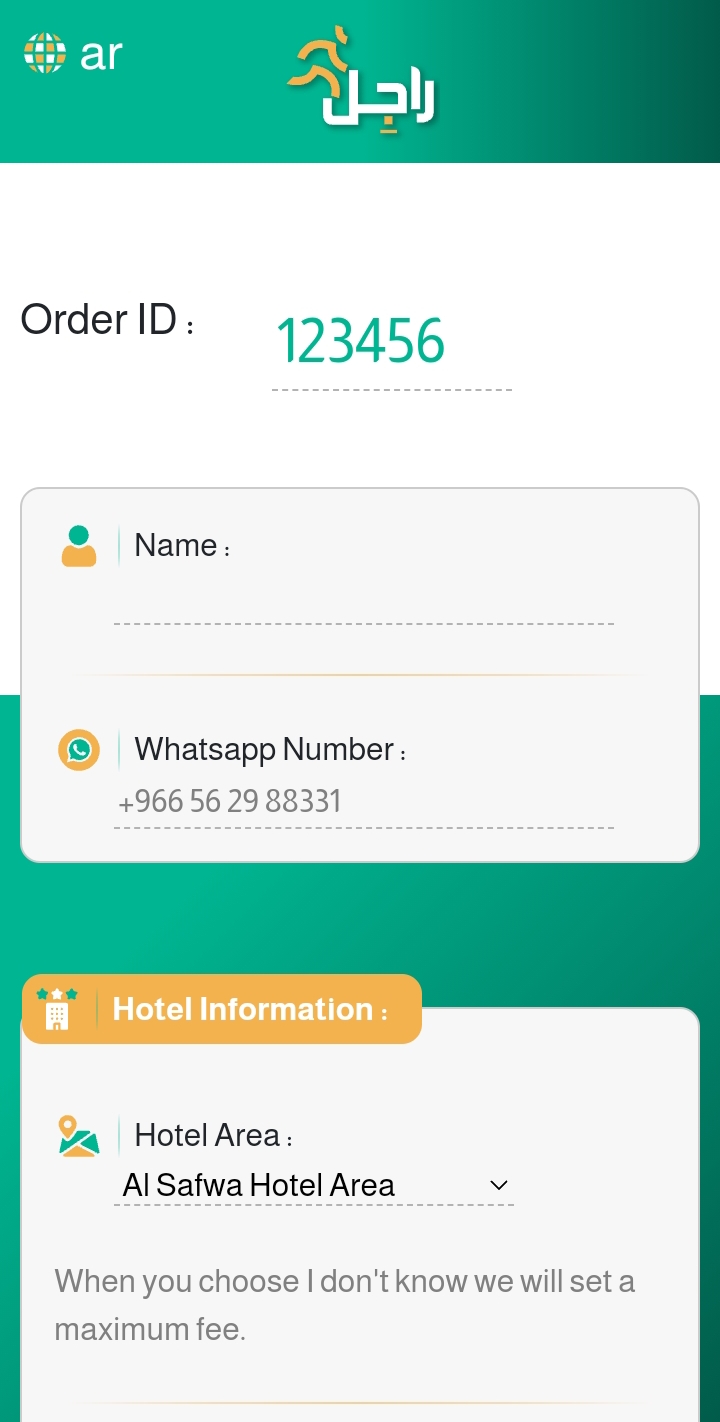 ar
راجل
Order ID :
123456
Name :
Whatsapp Number :
+966 56 29 88331
Hotel Information :
Hotel Area :
Al Safwa Hotel Area
When you choose I don't know we will set a
maximum fee.